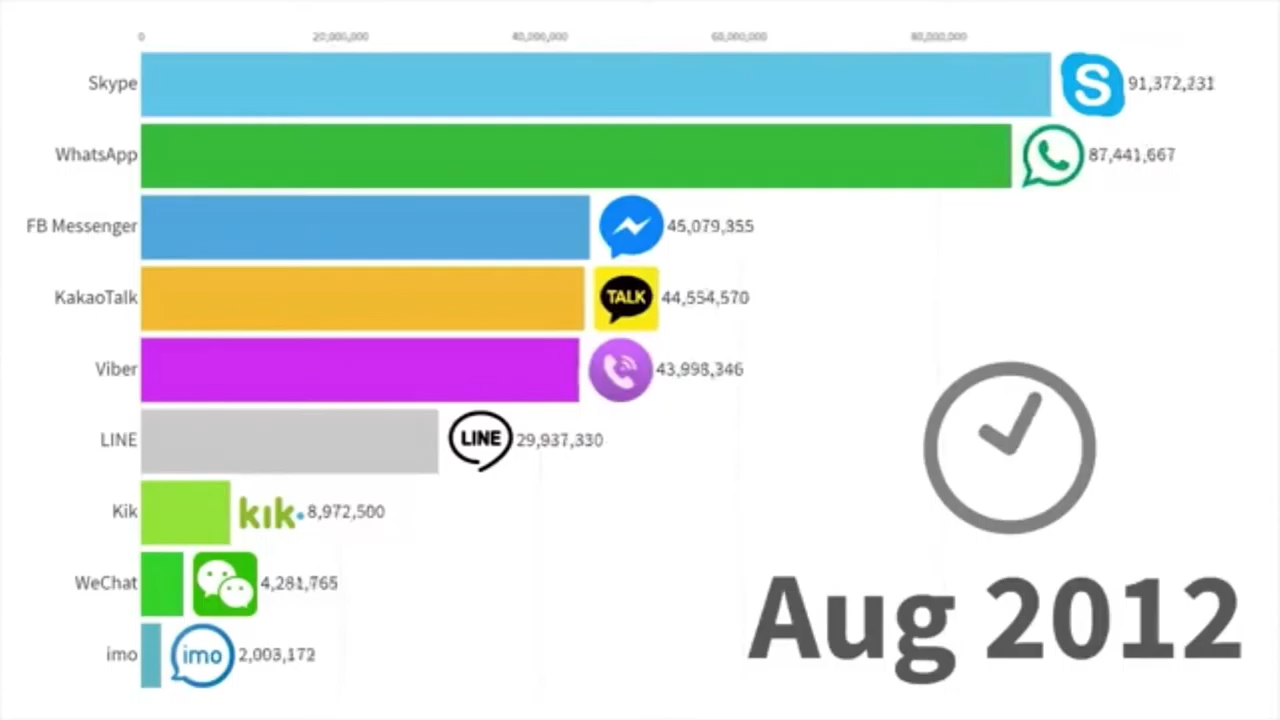 0 20,000,000 40,000,000 60,000,000 80,000,000
Skype S 91,372,231
WhatsApp 87,441,667
FB Messenger 45,079,355
KakaoTalk TALK 44,554,570
Viber 43,998,346
LINE LINE 29,937,330
Kik kik. 8,972,500
WeChat 4,281,765
imo imo 2,003,172
Aug 2012